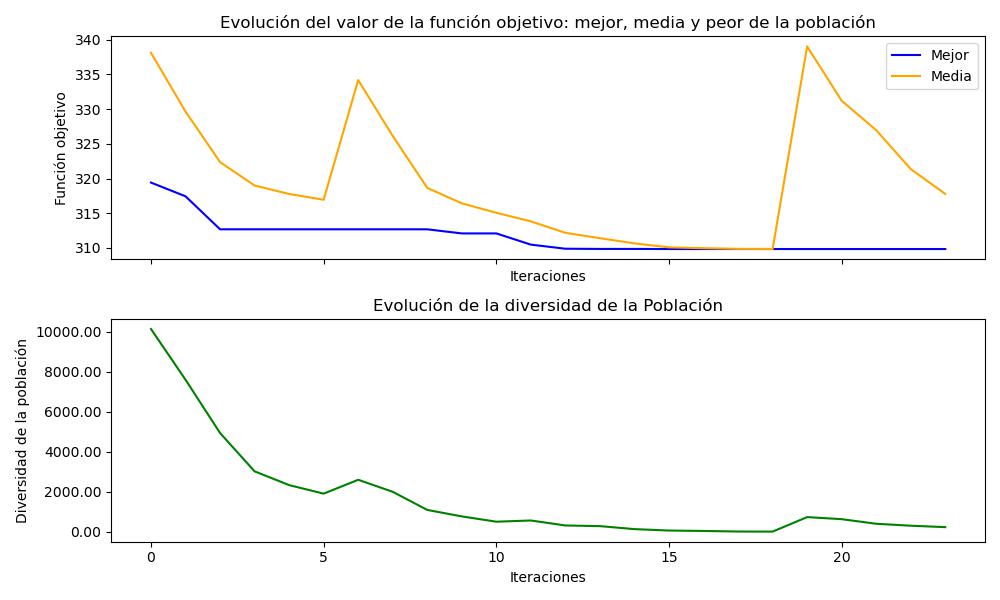 Evolución del valor de la función objetivo: mejor, media y peor de la población
Función objetivo
340
335
330
325
320
315
310
Mejor
Media
Iteraciones
Evolución de la diversidad de la Población
Diversidad de la población
10000.00
8000.00
6000.00
4000.00
2000.00
0.00
0
5
10
15
20
Iteraciones